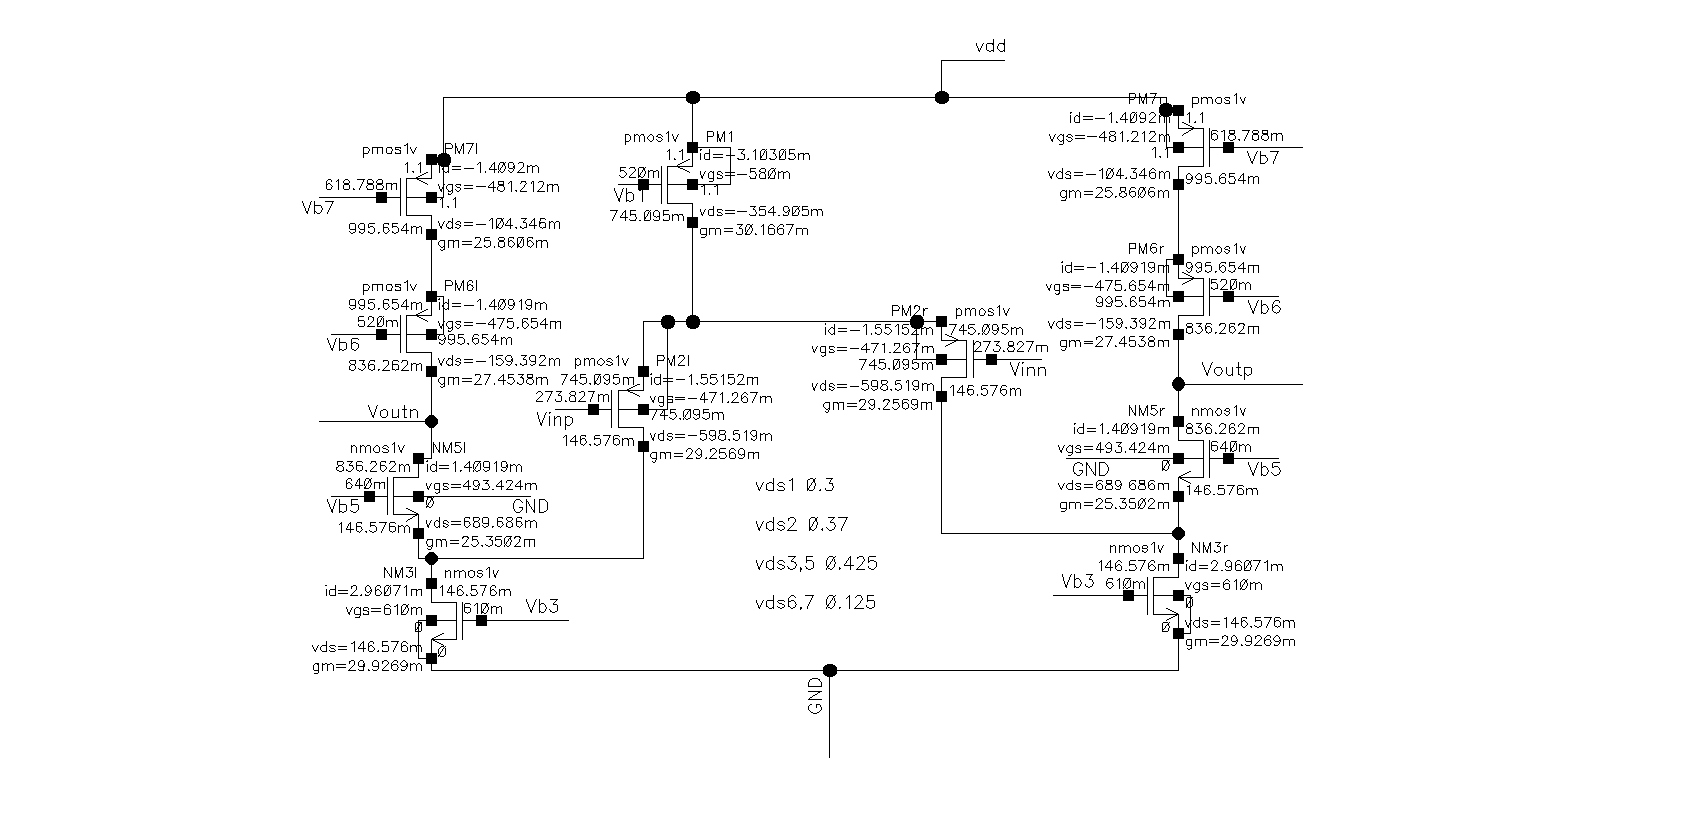 vdd
PM7r pmos1v
id=-1.4092m 1.1
vgs=-481.212m 618.788m
1.1 Vb7
vds=-104.346m 995.654m
gm=25.8606m
pmos1v PM7l
1.1 id=-1.4092m
618.788m vgs=-481.212m
Vb7 1.1
995.654m vds=-104.346m
gm=25.8606m
pmos1v PM1
1.1 id=-3.10305m
520m vgs=-580m
Vb1 1.1
745.095m vds=-354.905m
gm=30.1667m
PM6r pmos1v
id=-1.40919m 995.654m
vgs=-475.654m 520m
995.654m Vb6
vds=-159.392m 836.262m
gm=27.4538m
pmos1v PM6l
995.654m id=-1.40919m
520m vgs=-475.654m
Vb6 995.654m
836.262m vds=-159.392m
gm=27.4538m
PM2r pmos1v
id=-1.55152m 745.095m
vgs=-471.267m 273.827m
745.095m Vinn
vds=-598.519m 146.576m
gm=29.2569m
pmos1v PM2l
745.095m id=-1.55152m
273.827m vgs=-471.267m
Vinp 745.095m
146.576m vds=-598.519m
gm=29.2569m
Voutn
Voutp
nmos1v NM5l
836.262m id=1.40919m
640m vgs=493.424m
Vb5 0 GND
146.576m vds=689.686m
gm=25.3502m
NM5r nmos1v
id=1.40919m 836.262m
vgs=493.424m 640m
GND 0 Vb5
vds=689.686m 146.576m
gm=25.3502m
vds1 0.3
vds2 0.37
vds3,5 0.425
vds6,7 0.125
NM3l nmos1v
id=2.96071m 146.576m
vgs=610m 610m Vb3
0
vds=146.576m 0
gm=29.9269m
nmos1v NM3r
146.576m id=2.96071m
Vb3 610m vgs=610m
0
0 vds=146.576m
gm=29.9269m
GND